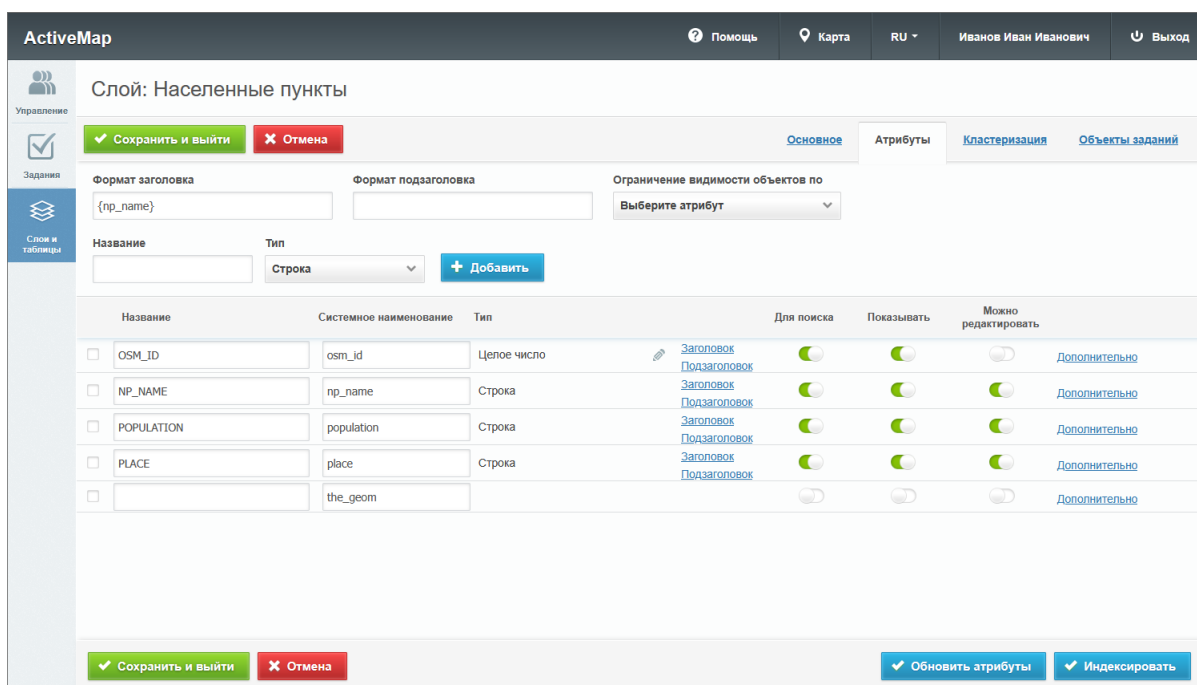 ActiveMap
Помощь
Карта
RU
Иванов Иван Иванович
Выход
Управление
Задания
Слои и
таблицы
Слой: Населенные пункты
Сохранить и выйти
Отмена
Основное
Атрибуты
Кластеризация
Объекты заданий
Формат заголовка
Формат подзаголовка
Ограничение видимости объектов по
{np_name}
Выберите атрибут
Название
Тип
Строка
Добавить
Название
Системное наименование
Тип
Для поиска
Показывать
Можно
редактировать
OSM_ID
osm_id
Целое число
Заголовок
Подзаголовок
Дополнительно
NP_NAME
np_name
Строка
Заголовок
Подзаголовок
Дополнительно
POPULATION
population
Строка
Заголовок
Подзаголовок
Дополнительно
PLACE
place
Строка
Заголовок
Подзаголовок
Дополнительно
the_geom
Дополнительно
Сохранить и выйти
Отмена
Обновить атрибуты
Индексировать